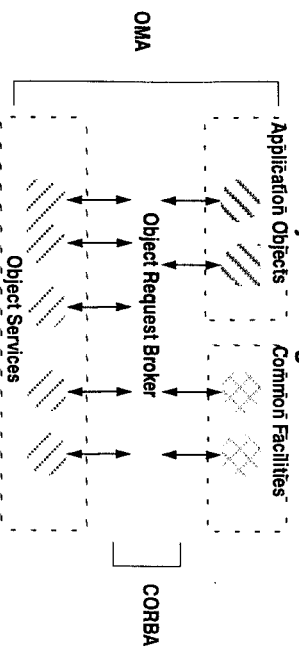 Application Objects
Common Facilities
OMA
Object Request Broker
CORBA
Object Services